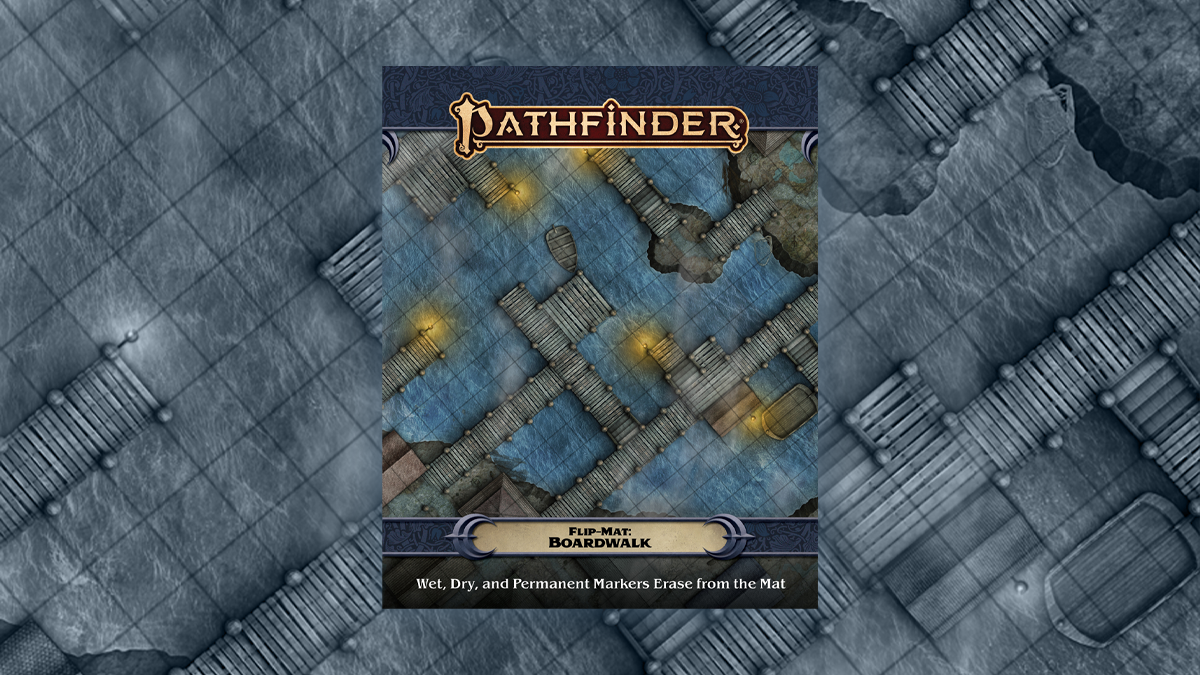 PATHFINDER
FLIP-MAT:
BOARDWALK
Wet, Dry, and Permanent Markers Erase from the Mat